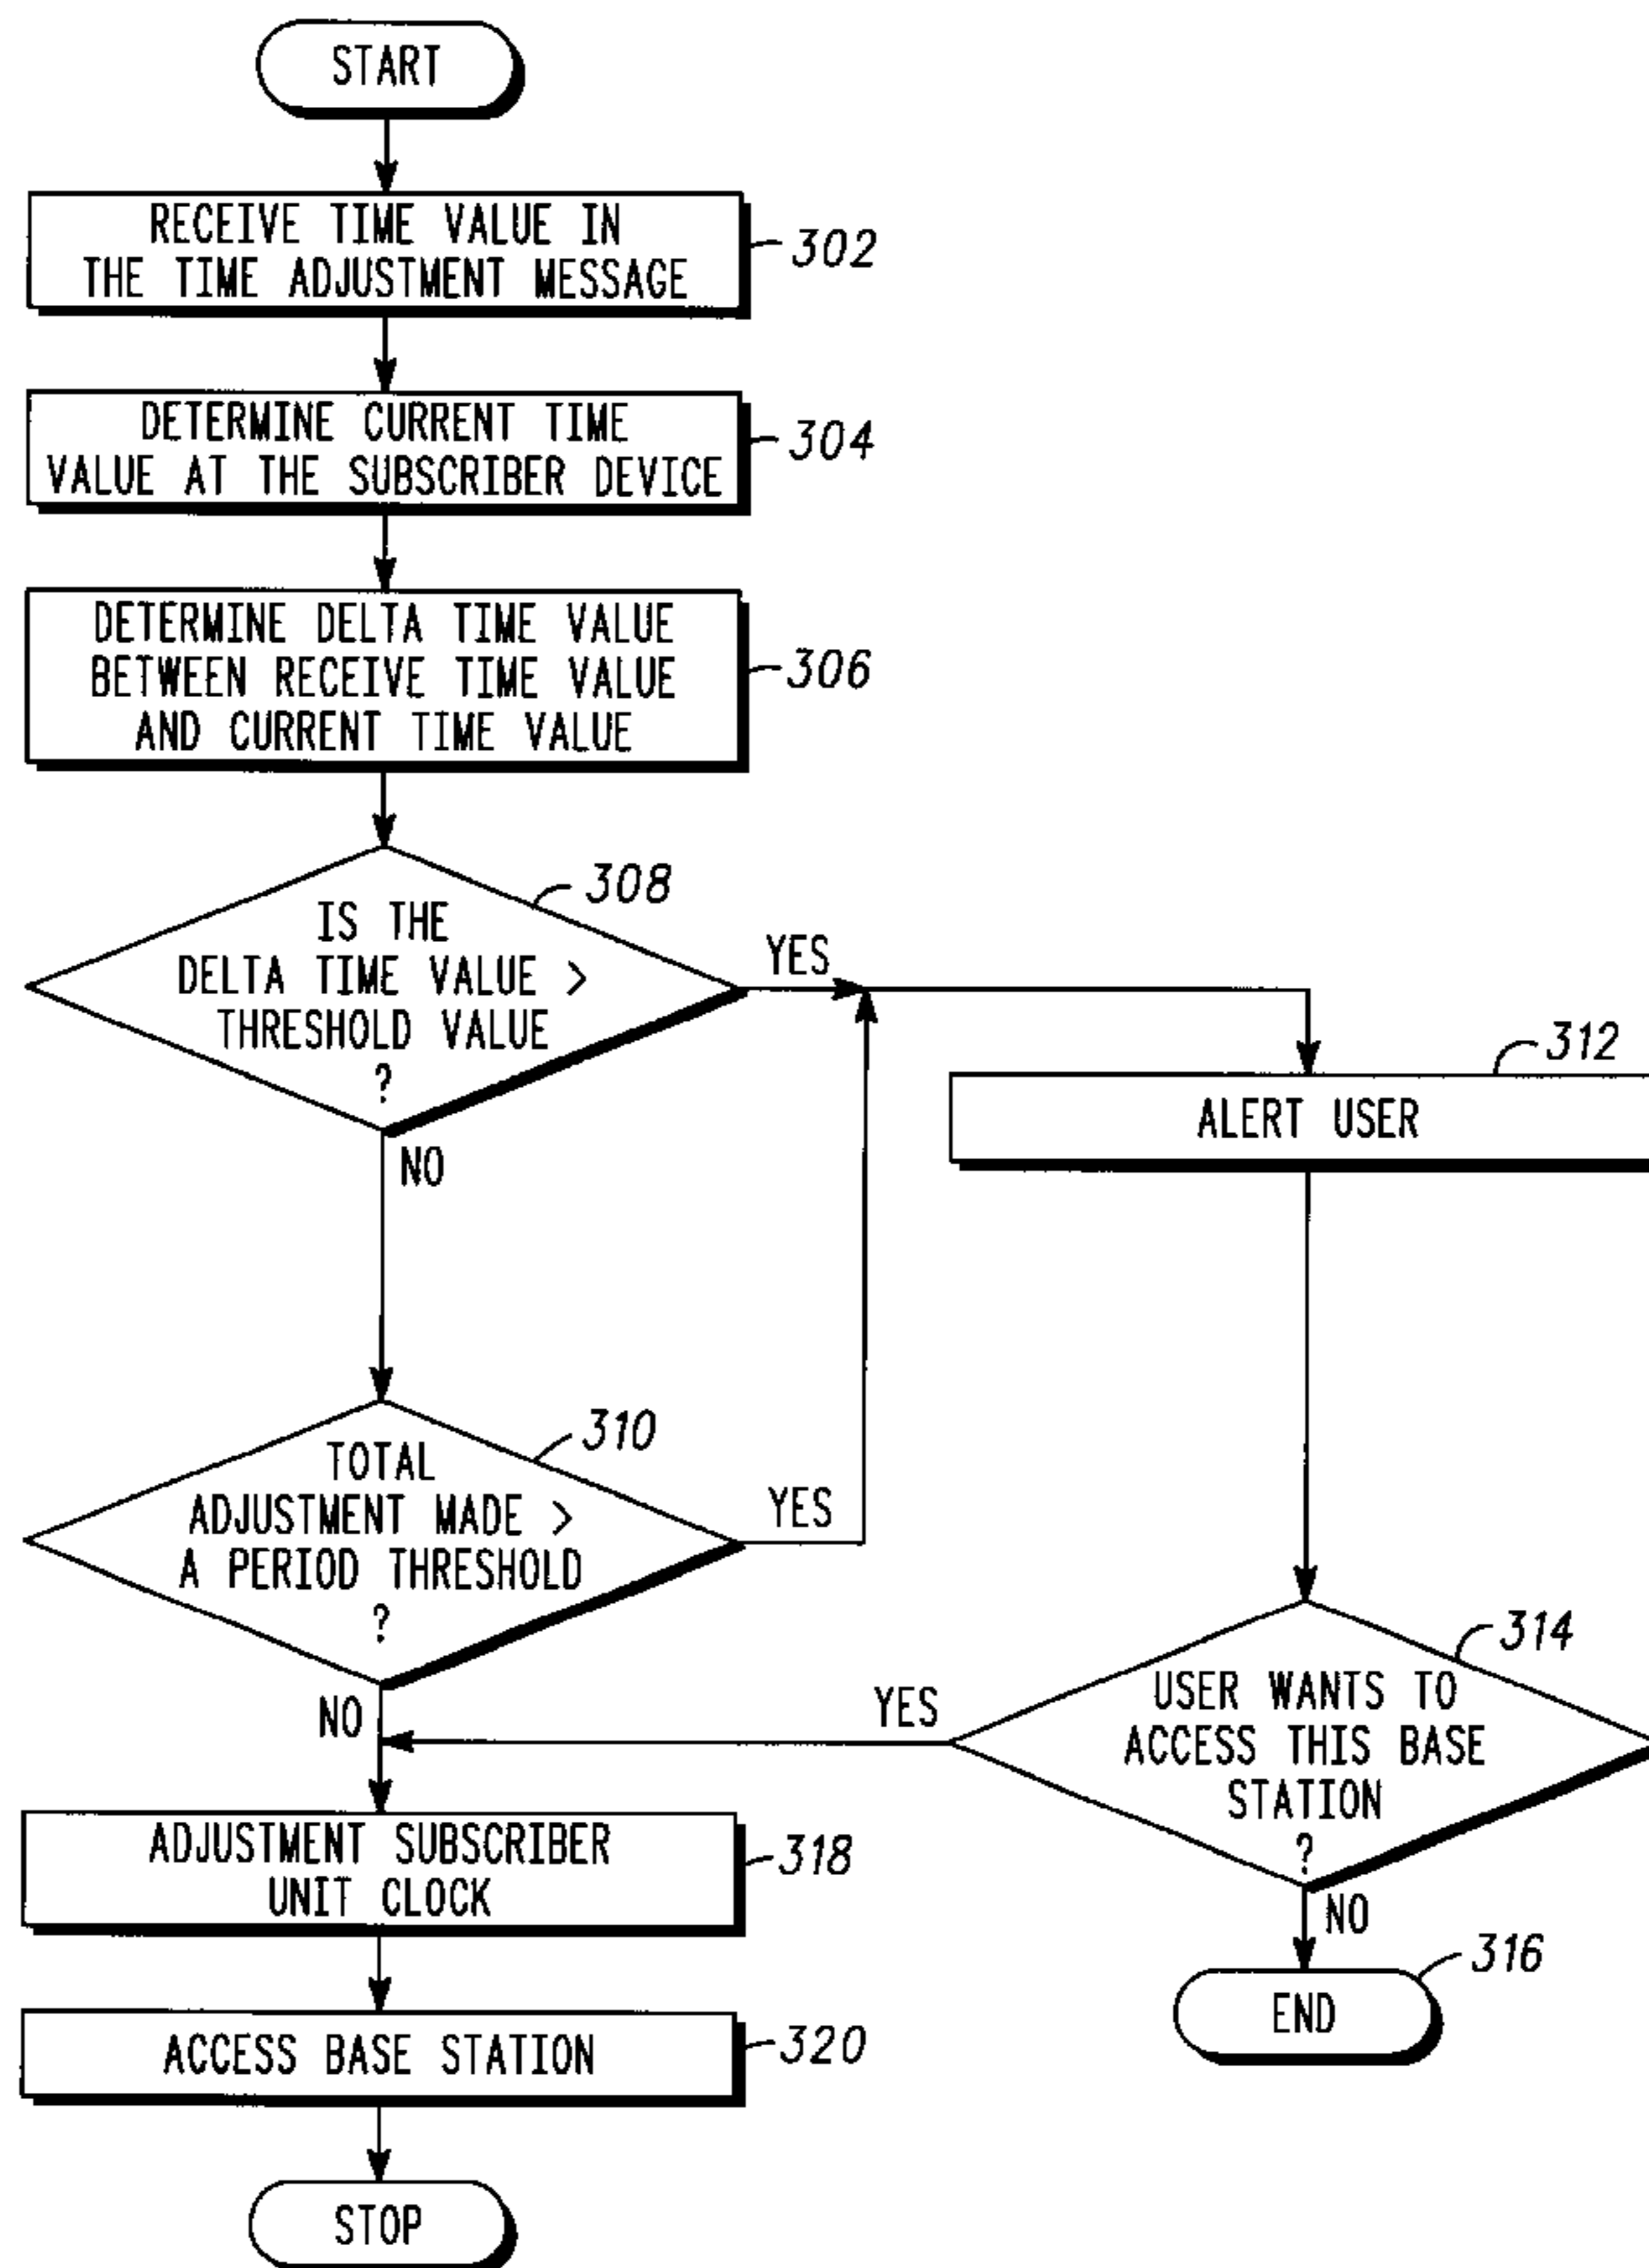 START
RECEIVE TIME VALUE IN
THE TIME ADJUSTMENT MESSAGE
302
DETERMINE CURRENT TIME
VALUE AT THE SUBSCRIBER DEVICE
304
DETERMINE DELTA TIME VALUE
BETWEEN RECEIVE TIME VALUE
AND CURRENT TIME VALUE
306
308
IS THE
DELTA TIME VALUE >
THRESHOLD VALUE
?
YES
NO
312
ALERT USER
310
TOTAL
ADJUSTMENT MADE >
A PERIOD THRESHOLD
?
YES
NO
314
USER WANTS TO
ACCESS THIS BASE
STATION
?
YES
NO
316
END
ADJUSTMENT SUBSCRIBER
UNIT CLOCK
318
ACCESS BASE STATION
320
STOP